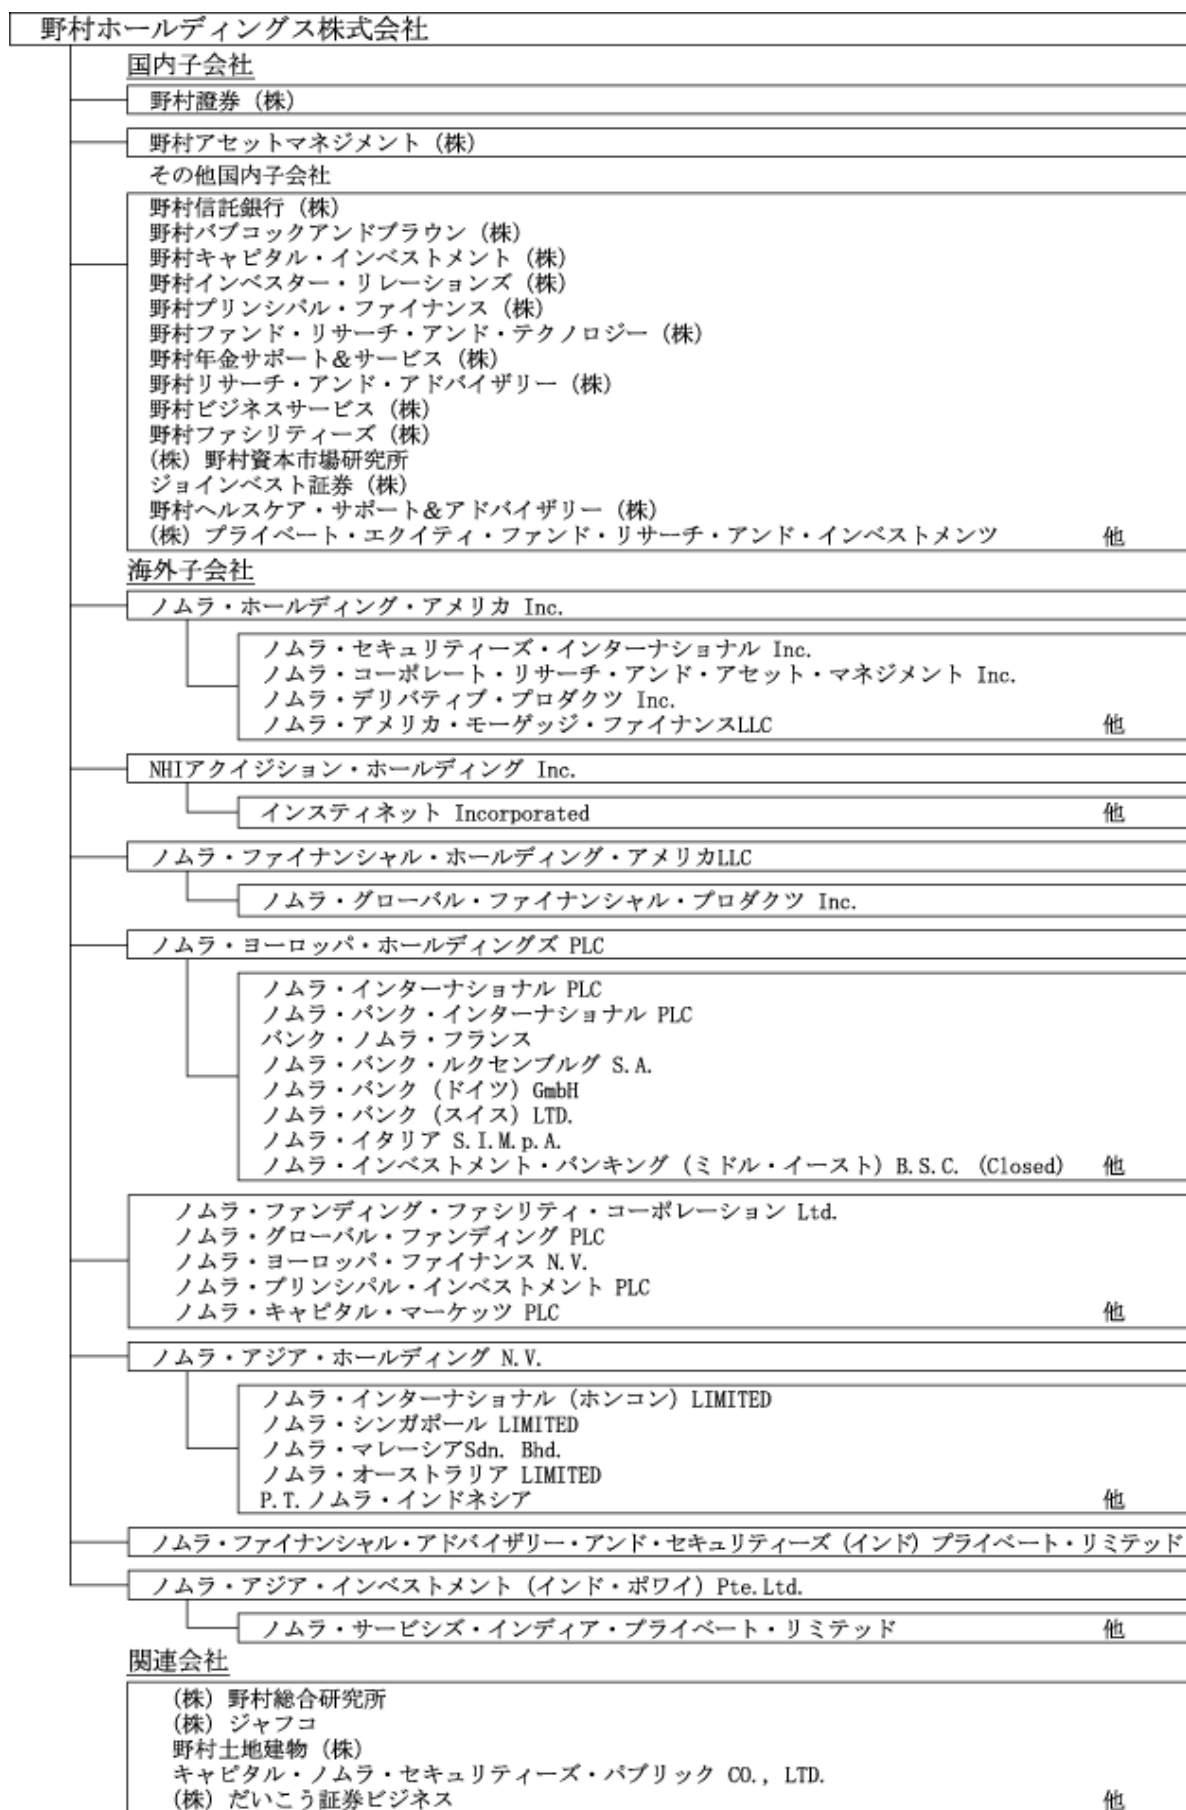 野村ホールディングス株式会社
国内子会社
野村證券（株）
野村アセットマネジメント（株）
その他国内子会社
野村信託銀行（株）
野村バブコックアンドブラウン（株）
野村キャピタル・インベストメント（株）
野村インベスター・リレーションズ（株）
野村プリンシパル・ファイナンス（株）
野村ファンド・リサーチ・アンド・テクノロジー（株）
野村年金サポート＆サービス（株）
野村リサーチ・アンド・アドバイザリー（株）
野村ビジネスサービス（株）
野村ファシリティーズ（株）
（株）野村資本市場研究所
ジョインベスト証券（株）
野村ヘルスケア・サポート＆アドバイザリー（株）
（株）プライベート・エクイティ・ファンド・リサーチ・アンド・インベストメンツ 他
海外子会社
ノムラ・ホールディング・アメリカ Inc.
ノムラ・セキュリティーズ・インターナショナル Inc.
ノムラ・コーポレート・リサーチ・アンド・アセット・マネジメント Inc.
ノムラ・デリバティブ・プロダクツ Inc.
ノムラ・アメリカ・モーゲッジ・ファイナンスLLC 他
NHIアクイジション・ホールディング Inc.
インスティネット Incorporated 他
ノムラ・ファイナンシャル・ホールディング・アメリカLLC
ノムラ・グローバル・ファイナンシャル・プロダクツ Inc.
ノムラ・ヨーロッパ・ホールディングズ PLC
ノムラ・インターナショナル PLC
ノムラ・バンク・インターナショナル PLC
バンク・ノムラ・フランス
ノムラ・バンク・ルクセンブルグ S.A.
ノムラ・バンク（ドイツ）GmbH
ノムラ・バンク（スイス）LTD.
ノムラ・イタリア S.I.M.p.A.
ノムラ・インベストメント・バンキング（ミドル・イースト）B.S.C. (Closed) 他
ノムラ・ファンディング・ファシリティ・コーポレーション Ltd.
ノムラ・グローバル・ファンディング PLC
ノムラ・ヨーロッパ・ファイナンス N.V.
ノムラ・プリンシパル・インベストメント PLC
ノムラ・キャピタル・マーケッツ PLC 他
ノムラ・アジア・ホールディング N.V.
ノムラ・インターナショナル（ホンコン）LIMITED
ノムラ・シンガポール LIMITED
ノムラ・マレーシアSdn. Bhd.
ノムラ・オーストラリア LIMITED
P.T.ノムラ・インドネシア 他
ノムラ・ファイナンシャル・アドバイザリー・アンド・セキュリティーズ（インド）プライベート・リミテッド
ノムラ・アジア・インベストメント（インド・ポワイ）Pte.Ltd.
ノムラ・サービシズ・インディア・プライベート・リミテッド 他
関連会社
（株）野村総合研究所
（株）ジャフコ
野村土地建物（株）
キャピタル・ノムラ・セキュリティーズ・パブリック CO., LTD.
（株）だいこう証券ビジネス 他